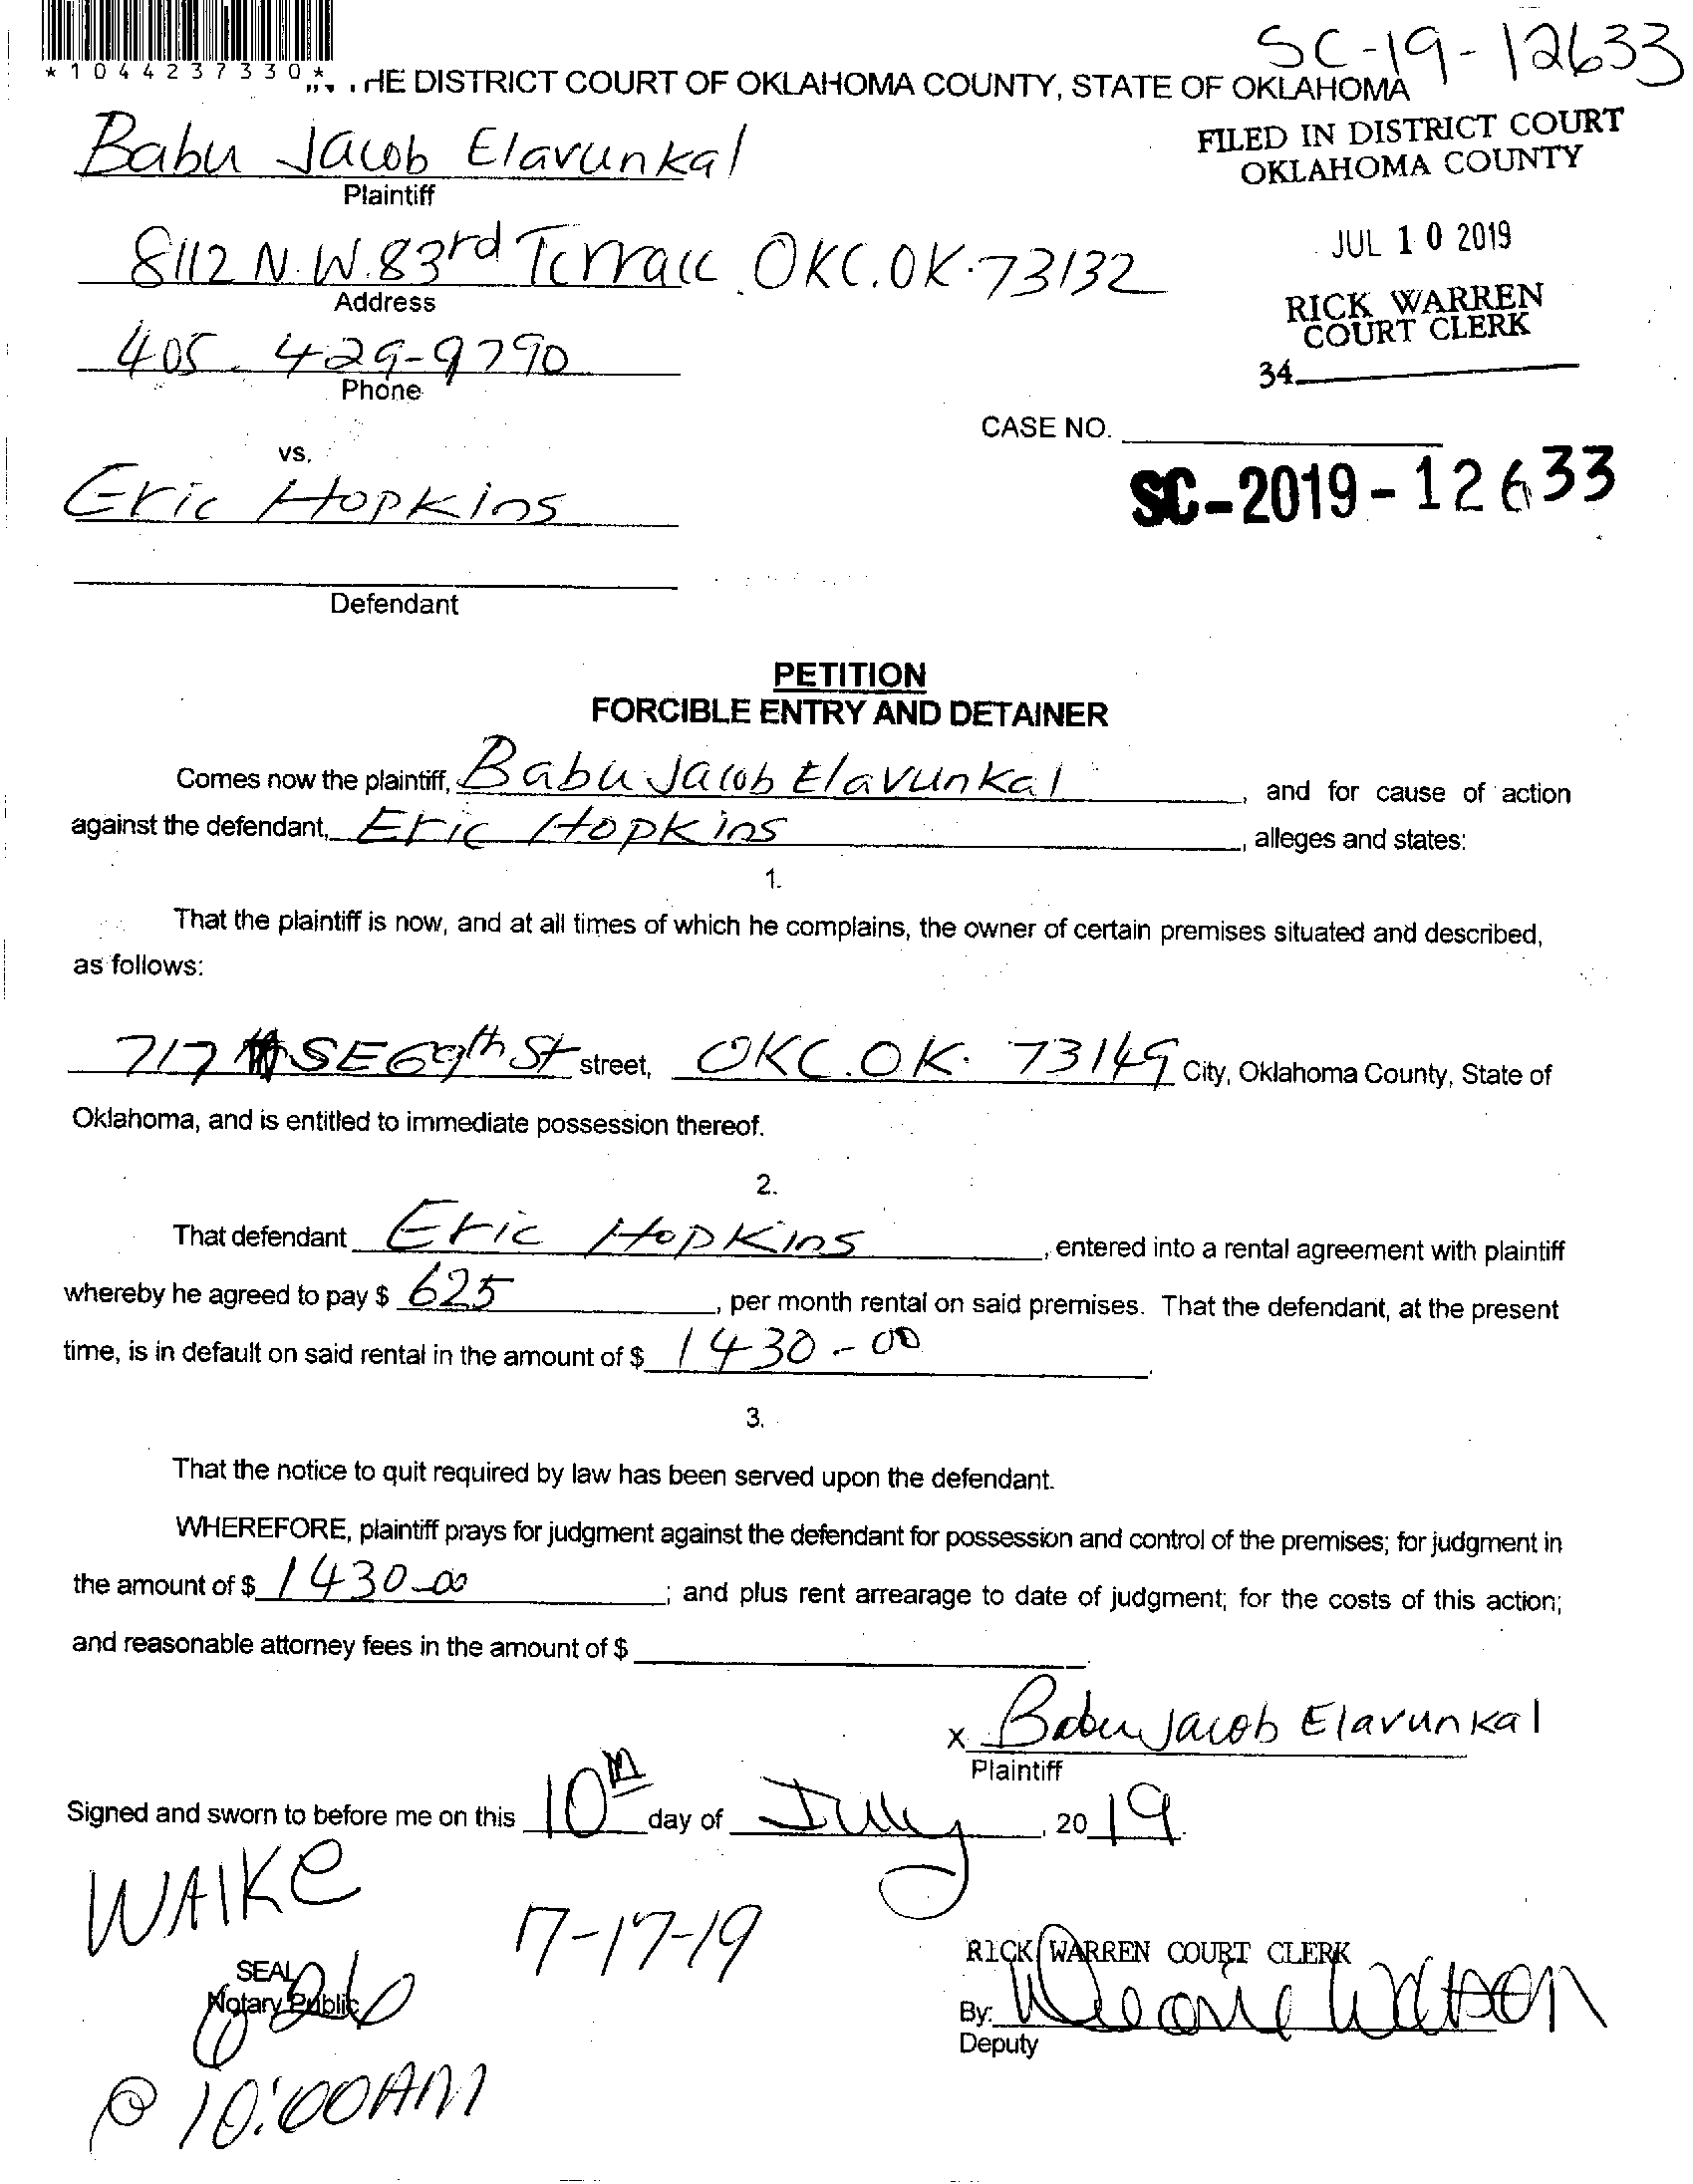 SC-19-12633
*1044237330*
HE DISTRICT COURT OF OKLAHOMA COUNTY, STATE OF OKLAHOMA
Babu Jacob Elavunkal
Plaintiff
FILED IN DISTRICT COURT
OKLAHOMA COUNTY
8112 N.W. 83rd Terrace OKC. OK. 73132
Address
JUL 10 2019
RICK WARREN
COURT CLERK
405. 429-9790
Phone
34
CASE NO.
vs.
SC-2019-12633
Eric Hopkins
Defendant
PETITION
FORCIBLE ENTRY AND DETAINER
Comes now the plaintiff, Babu Jacob Elavunkal, and for cause of action
against the defendant, Eric Hopkins, alleges and states:
1.
That the plaintiff is now, and at all times of which he complains, the owner of certain premises situated and described,
as follows:
717 SE 69th St street, OKC. OK. 73149 City, Oklahoma County, State of
Oklahoma, and is entitled to immediate possession thereof.
2.
That defendant Eric Hopkins, entered into a rental agreement with plaintiff
whereby he agreed to pay $ 625, per month rental on said premises. That the defendant, at the present
time, is in default on said rental in the amount of $ 1430-00.
3.
That the notice to quit required by law has been served upon the defendant.
WHEREFORE, plaintiff prays for judgment against the defendant for possession and control of the premises; for judgment in
the amount of $ 1430-00; and plus rent arrearage to date of judgment; for the costs of this action;
and reasonable attorney fees in the amount of $
x Babu Jacob Elavunkal
Plaintiff
Signed and sworn to before me on this 10th day of July, 2019.
WAIKE
7-17-19
RICK WARREN COURT CLERK
SEAL
Notary Public
By:
Deputy
@ 10:00AM